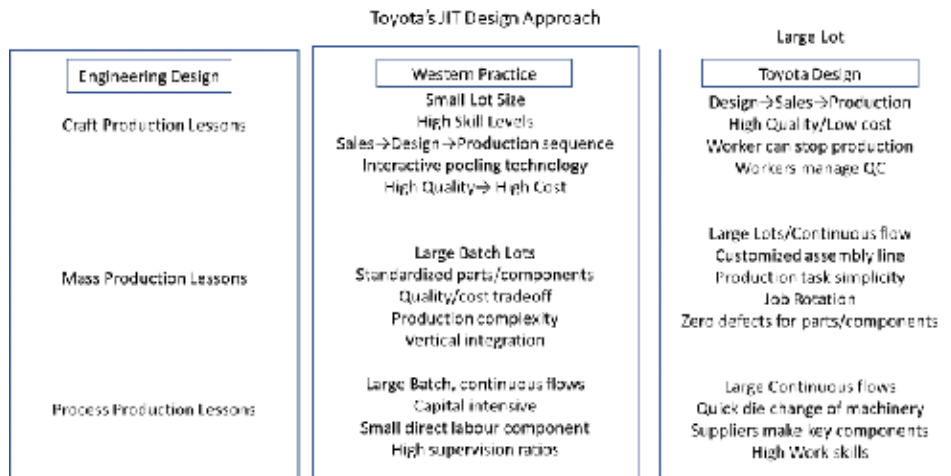 Toyota's JIT Design Approach
Engineering Design
Craft Production Lessons
Mass Production Lessons
Process Production Lessons
Western Practice
Small Lot Size
High Skill Levels
Sales→Design→Production sequence
Interactive pooling technology
High Quality→ High Cost
Large Batch Lots
Standardized parts/components
Quality/cost tradeoff
Production complexity
Vertical integration
Large Batch, continuous flows
Capital intensive
Small direct labour component
High supervision ratios
Large Lot
Toyota Design
Design→Sales→Production
High Quality/Low cost
Worker can stop production
Workers manage QC
Large Lots/Continuous flow
Customized assembly line
Production task simplicity
Job Rotation
Zero defects for parts/components
Large Continuous flows
Quick die change of machinery
Suppliers make key components
High Work skills